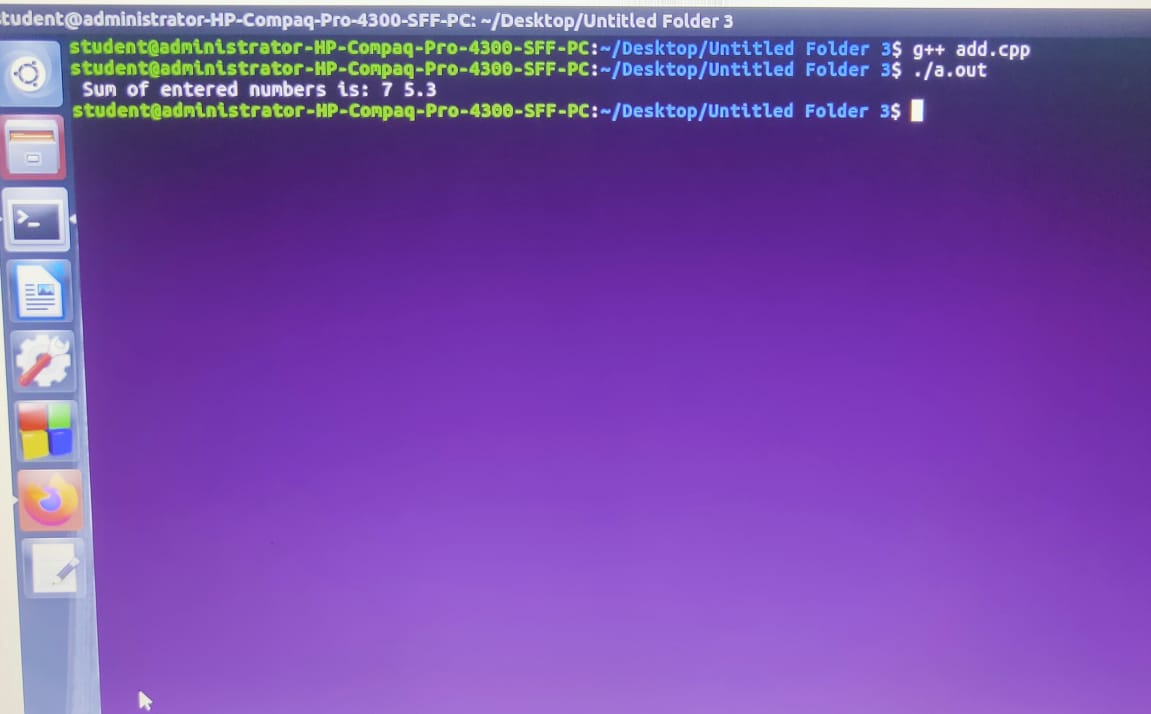 student@administrator-HP-Compaq-Pro-4300-SFF-PC: ~/Desktop/Untitled Folder 3
student@administrator-HP-Compaq-Pro-4300-SFF-PC:~/Desktop/Untitled Folder 3$ g++ add.cpp
student@administrator-HP-Compaq-Pro-4300-SFF-PC:~/Desktop/Untitled Folder 3$ ./a.out
Sum of entered numbers is: 7 5.3
student@administrator-HP-Compaq-Pro-4300-SFF-PC:~/Desktop/Untitled Folder 3$